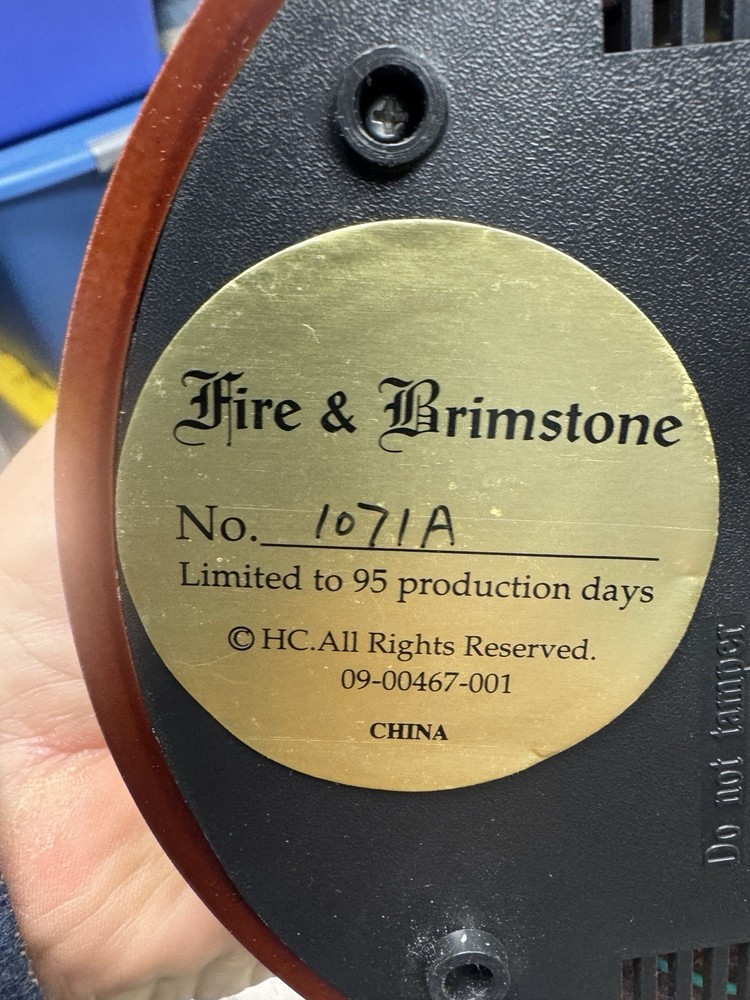 Fire & Brimstone
No. 1071A
Limited to 95 production days
© HC.All Rights Reserved.
09-00467-001
CHINA
Do not tamper